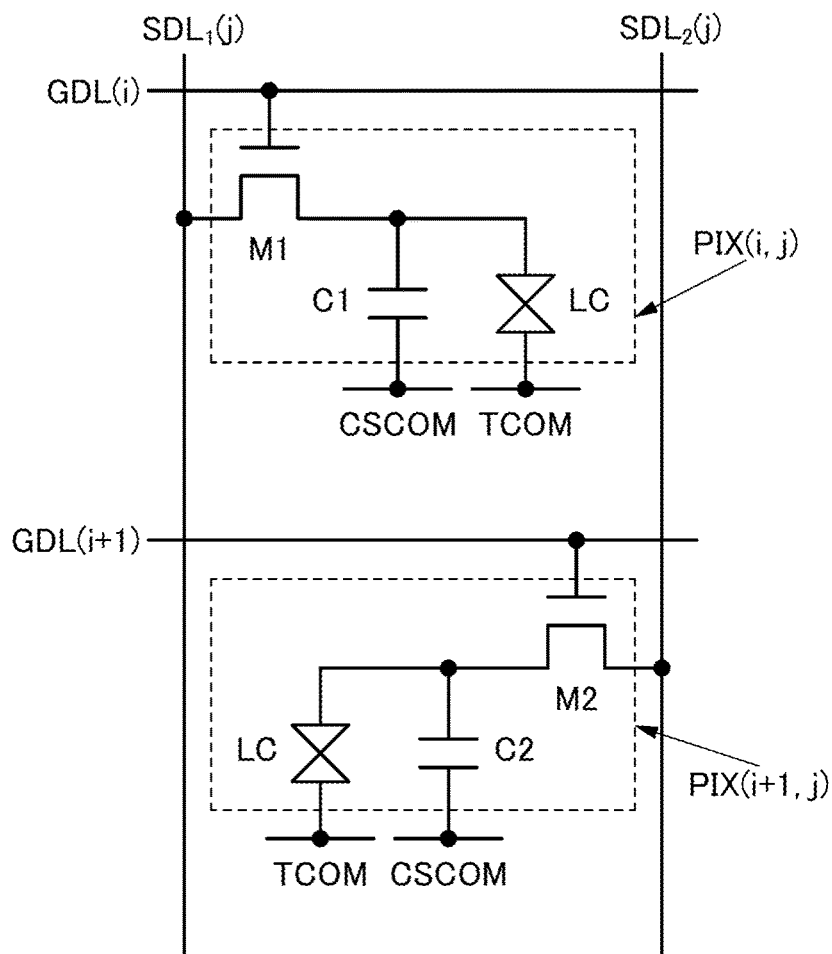 SDL₁(j) SDL₂(j)
GDL(i)
M1
PIX(i, j)
C1 LC
CSCOM TCOM
GDL(i+1)
M2
LC C2
PIX(i+1, j)
TCOM CSCOM